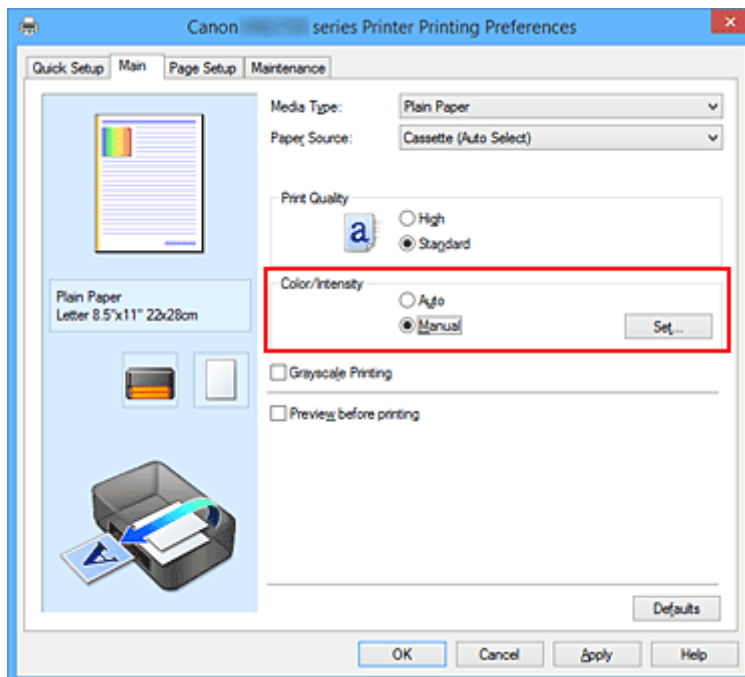 Canon series Printer Printing Preferences
Quick Setup Main Page Setup Maintenance
Media Type: Plain Paper
Paper Source: Cassette (Auto Select)
Print Quality
a
High
Standard
Color/Intensity
Auto
Manual
Set...
Plain Paper
Letter 8.5"x11" 22x28cm
Grayscale Printing
Preview before printing
A
Defaults
OK Cancel Apply Help